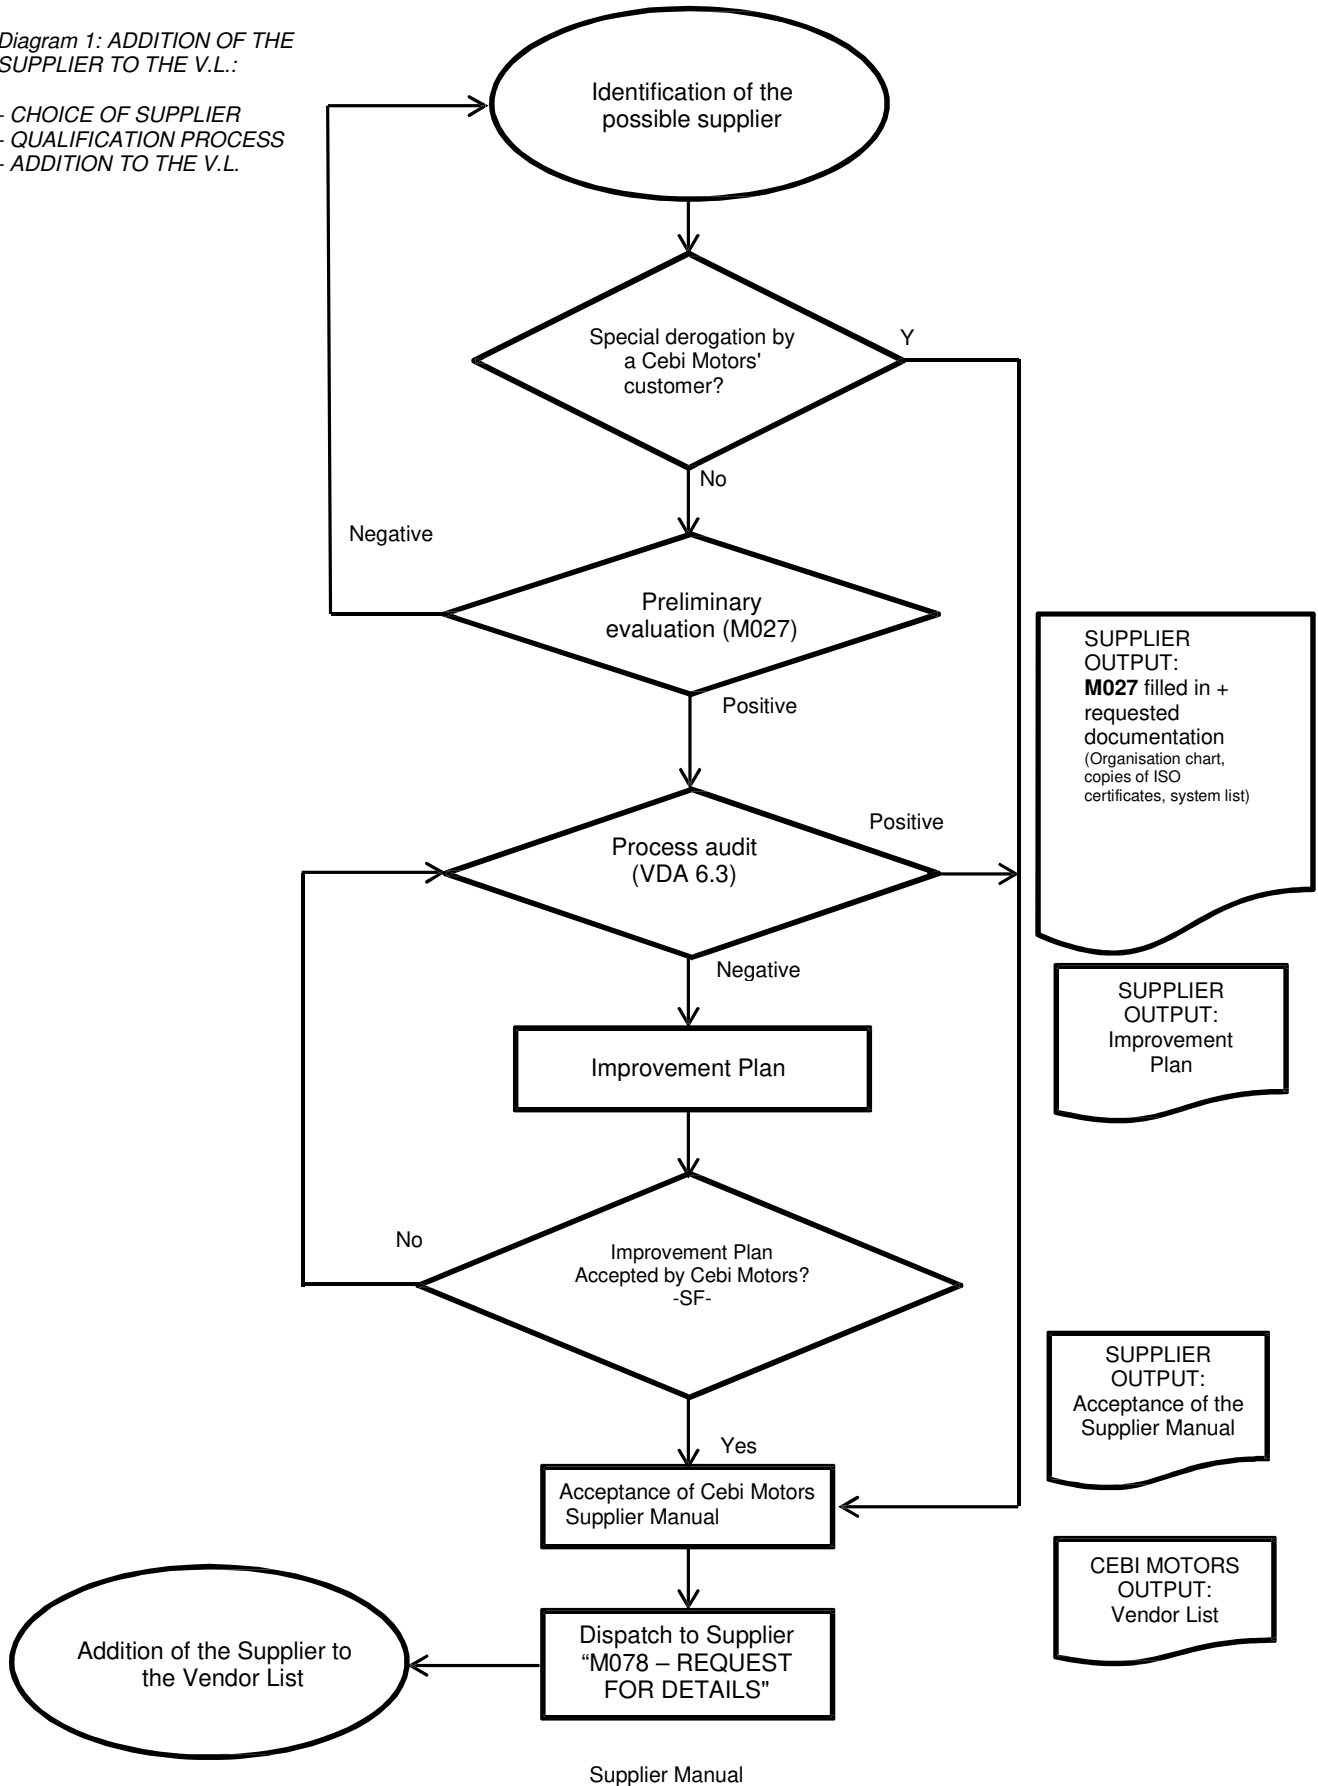 Diagram 1: ADDITION OF THE
SUPPLIER TO THE V.L.:
- CHOICE OF SUPPLIER
- QUALIFICATION PROCESS
- ADDITION TO THE V.L.
Identification of the
possible supplier
Special derogation by
a Cebi Motors'
customer?
Y
No
Negative
Preliminary
evaluation (M027)
Positive
SUPPLIER
OUTPUT:
M027 filled in +
requested
documentation
(Organisation chart,
copies of ISO
certificates, system list)
Positive
Process audit
(VDA 6.3)
Negative
SUPPLIER
OUTPUT:
Improvement
Plan
Improvement Plan
No
Improvement Plan
Accepted by Cebi Motors?
-SF-
SUPPLIER
OUTPUT:
Acceptance of the
Supplier Manual
Yes
Acceptance of Cebi Motors
Supplier Manual
CEBI MOTORS
OUTPUT:
Vendor List
Dispatch to Supplier
“M078 – REQUEST
FOR DETAILS"
Addition of the Supplier to
the Vendor List
Supplier Manual